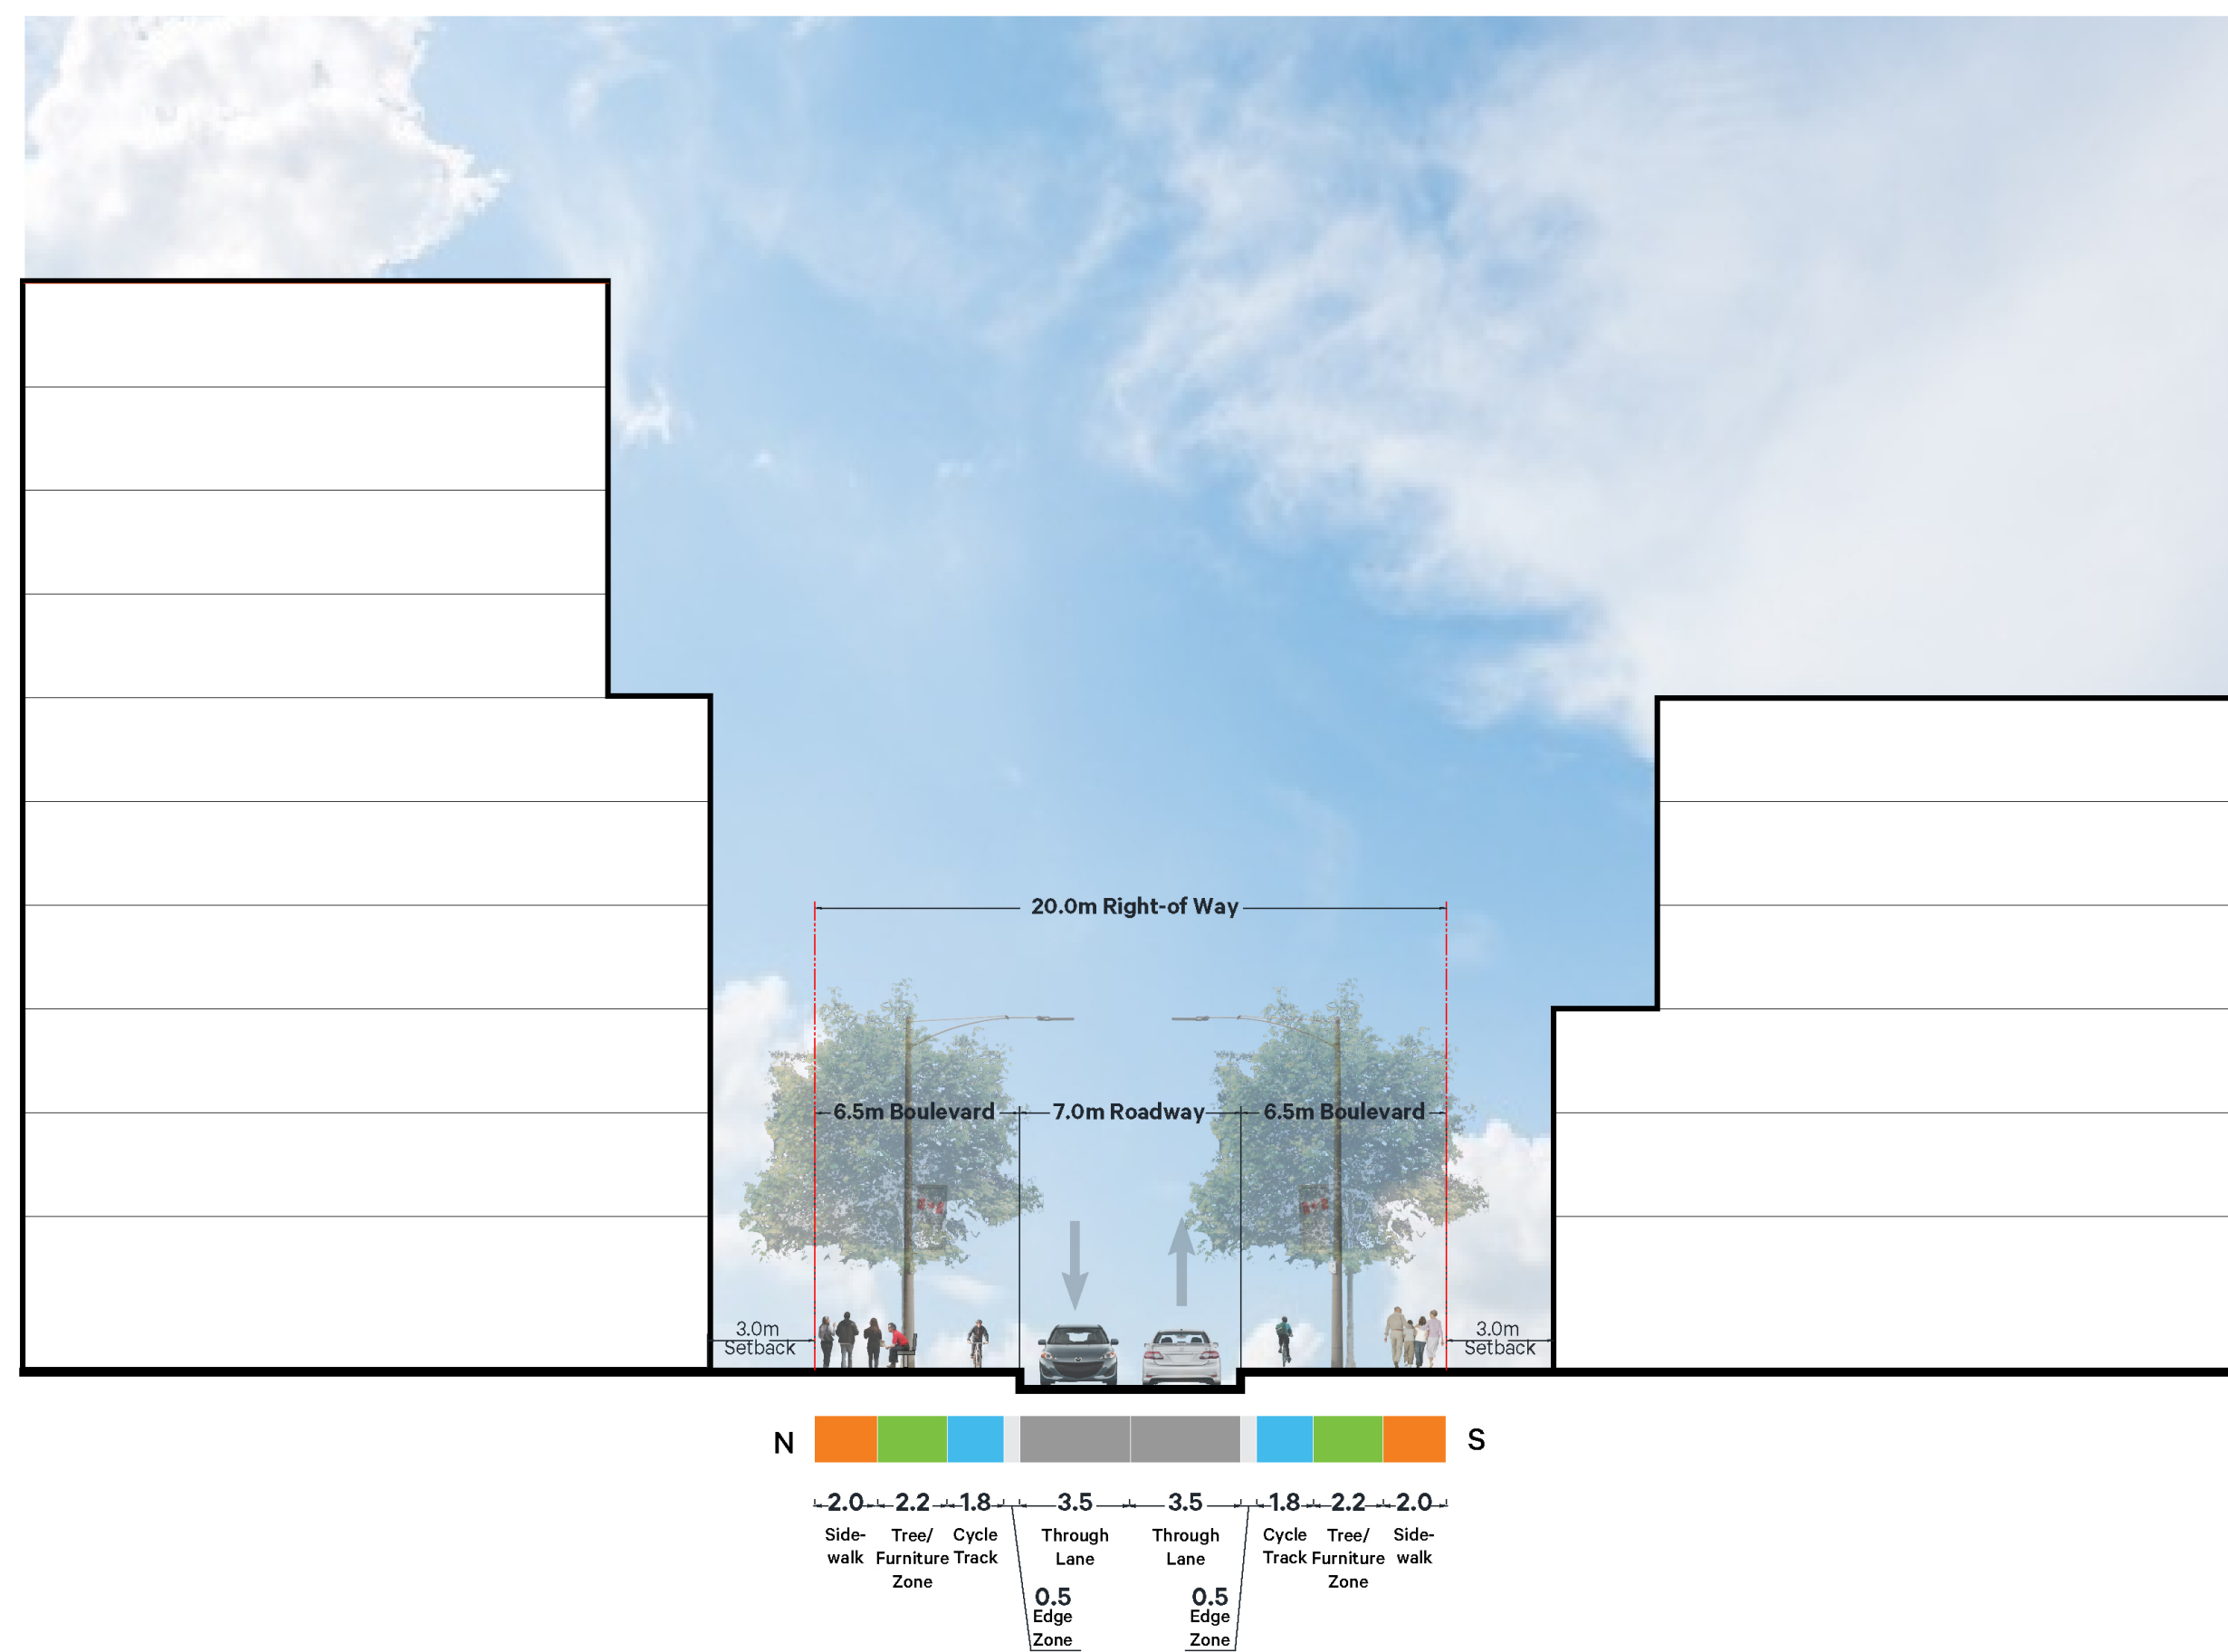 20.0m Right-of Way
6.5m Boulevard 7.0m Roadway 6.5m Boulevard
3.0m
Setback
3.0m
Setback
N S
2.0 2.2 1.8 3.5 3.5 1.8 2.2 2.0
Side-
walk
Tree/
Furniture
Zone
Cycle
Track
Through
Lane
Through
Lane
Cycle
Track
Tree/
Furniture
Zone
Side-
walk
0.5
Edge
Zone
0.5
Edge
Zone